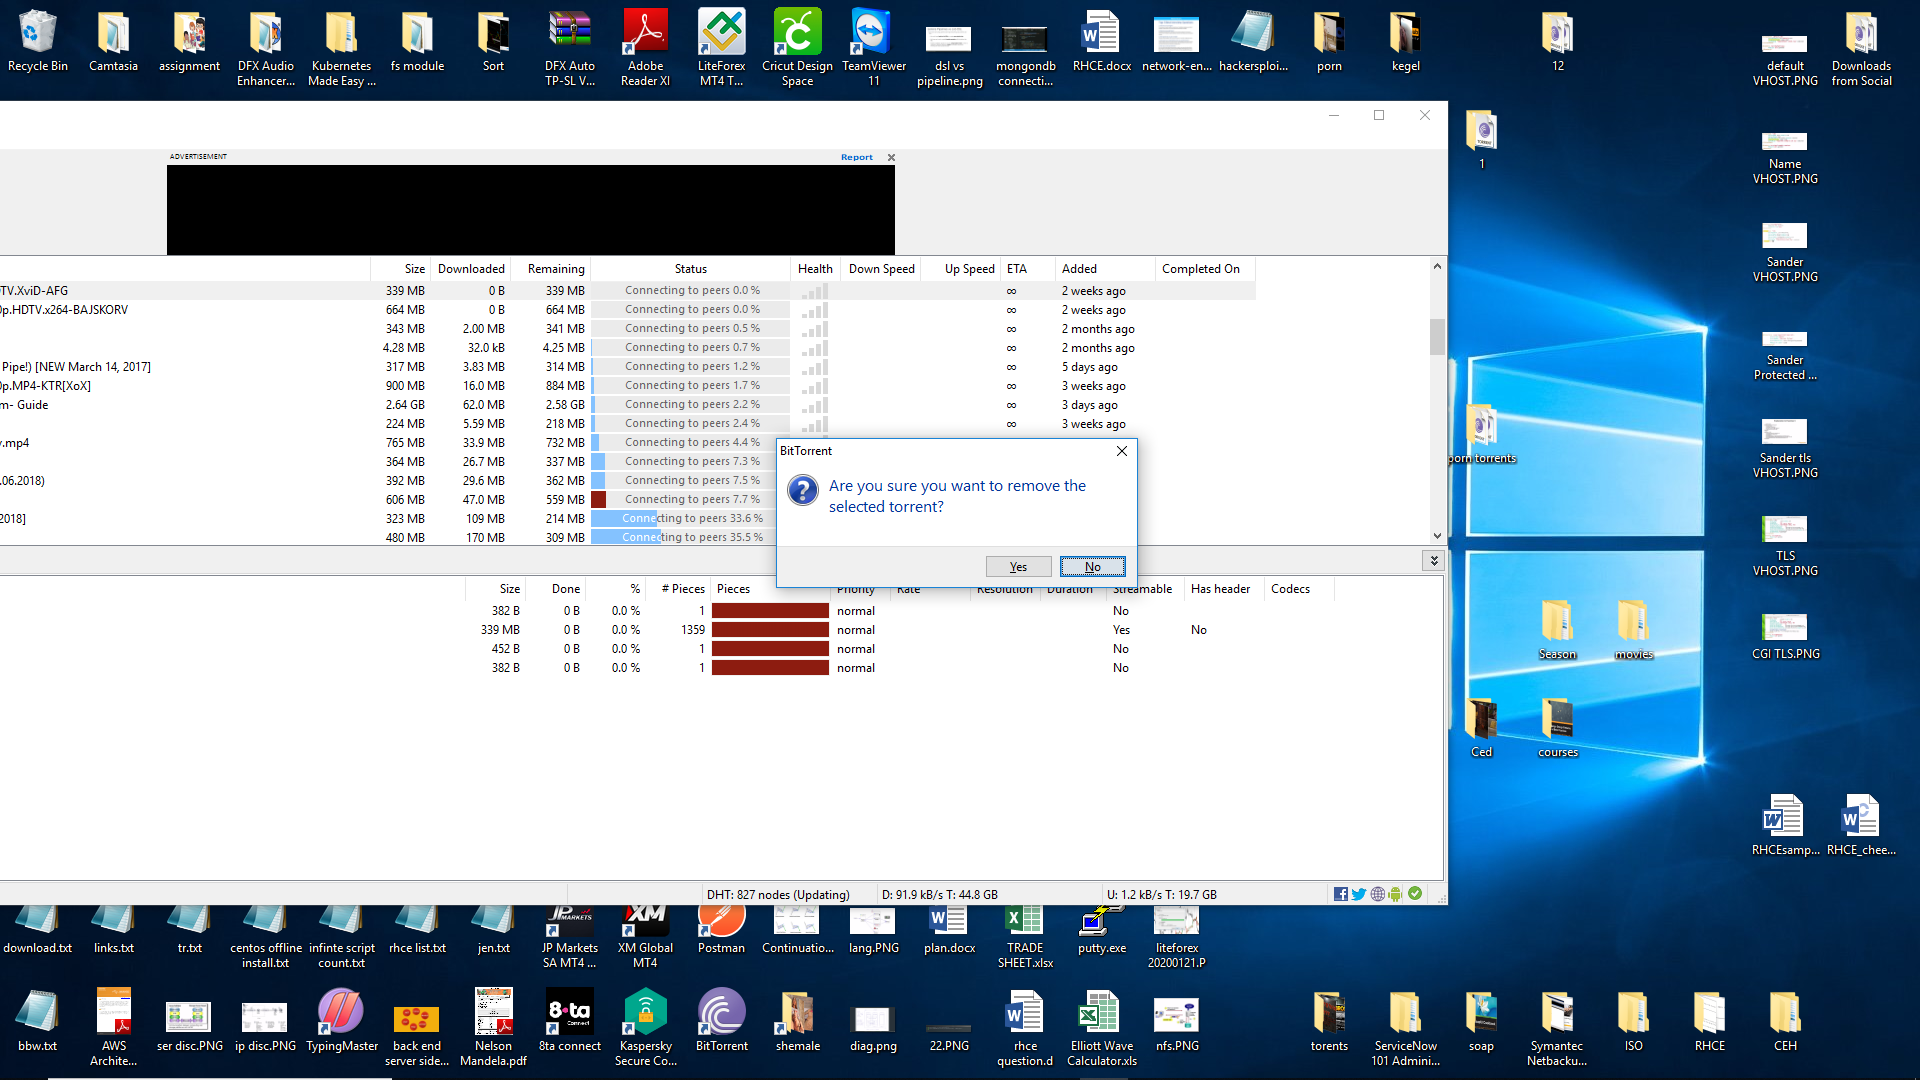 Recycle Bin
Camtasia
assignment
DFX Audio Enhancer...
Kubernetes Made Easy ...
fs module
Sort
DFX Auto TP-SL V...
Adobe Reader XI
LiteForex MT4 T...
Cricut Design Space
TeamViewer 11
dsl vs pipeline.png
mongondb connecti...
RHCE.docx
network-en...
hackersploi...
porn
kegel
12
default VHOST.PNG
Downloads from Social
ADVERTISEMENT
Report
1
Name VHOST.PNG
Sander VHOST.PNG
Size Downloaded Remaining Status Health Down Speed Up Speed ETA Added Completed On
TV.XviD-AFG 339 MB 0 B 339 MB Connecting to peers 0.0 % ∞ 2 weeks ago
0p.HDTV.x264-BAJSKORV 664 MB 0 B 664 MB Connecting to peers 0.0 % ∞ 2 weeks ago
343 MB 2.00 MB 341 MB Connecting to peers 0.5 % ∞ 2 months ago
4.28 MB 32.0 kB 4.25 MB Connecting to peers 0.7 % ∞ 2 months ago
Pipe!) [NEW March 14, 2017] 317 MB 3.83 MB 314 MB Connecting to peers 1.2 % ∞ 5 days ago
0p.MP4-KTR[XoX] 900 MB 16.0 MB 884 MB Connecting to peers 1.7 % ∞ 3 weeks ago
m- Guide 2.64 GB 62.0 MB 2.58 GB Connecting to peers 2.2 % ∞ 3 days ago
224 MB 5.59 MB 218 MB Connecting to peers 2.4 % ∞ 3 weeks ago
.mp4 765 MB 33.9 MB 732 MB Connecting to peers 4.4 %
364 MB 26.7 MB 337 MB Connecting to peers 7.3 %
.06.2018) 392 MB 29.6 MB 362 MB Connecting to peers 7.5 %
606 MB 47.0 MB 559 MB Connecting to peers 7.7 %
2018] 323 MB 109 MB 214 MB Connecting to peers 33.6 %
480 MB 170 MB 309 MB Connecting to peers 35.5 %
BitTorrent
Are you sure you want to remove the
selected torrent?
Yes No
Sander Protected ...
porn torrents
Sander tls VHOST.PNG
TLS VHOST.PNG
Size Done % # Pieces Pieces Priority Rate Resolution Duration Streamable Has header Codecs
382 B 0 B 0.0 % 1 normal No
339 MB 0 B 0.0 % 1359 normal Yes No
452 B 0 B 0.0 % 1 normal No
382 B 0 B 0.0 % 1 normal No
Season
movies
CGI TLS.PNG
Ced
courses
RHCEsamp...
RHCE_chee...
DHT: 827 nodes (Updating) D: 91.9 kB/s T: 44.8 GB U: 1.2 kB/s T: 19.7 GB
download.txt
links.txt
tr.txt
centos offline install.txt
infinte script count.txt
rhce list.txt
jen.txt
JP MARKETS
JP Markets SA MT4 ...
XM
XM Global MT4
Postman
Continuatio...
lang.PNG
plan.docx
TRADE SHEET.xlsx
putty.exe
liteforex 20200121.P
bbw.txt
AWS Archite...
ser disc.PNG
ip disc.PNG
TypingMaster
back end server side...
Nelson Mandela.pdf
8·ta Connect
8ta connect
Kaspersky Secure Co...
BitTorrent
shemale
diag.png
22.PNG
rhce question.d
Elliott Wave Calculator.xls
nfs.PNG
torents
ServiceNow 101 Admini...
soap
Symantec Netbacku...
ISO
RHCE
CEH